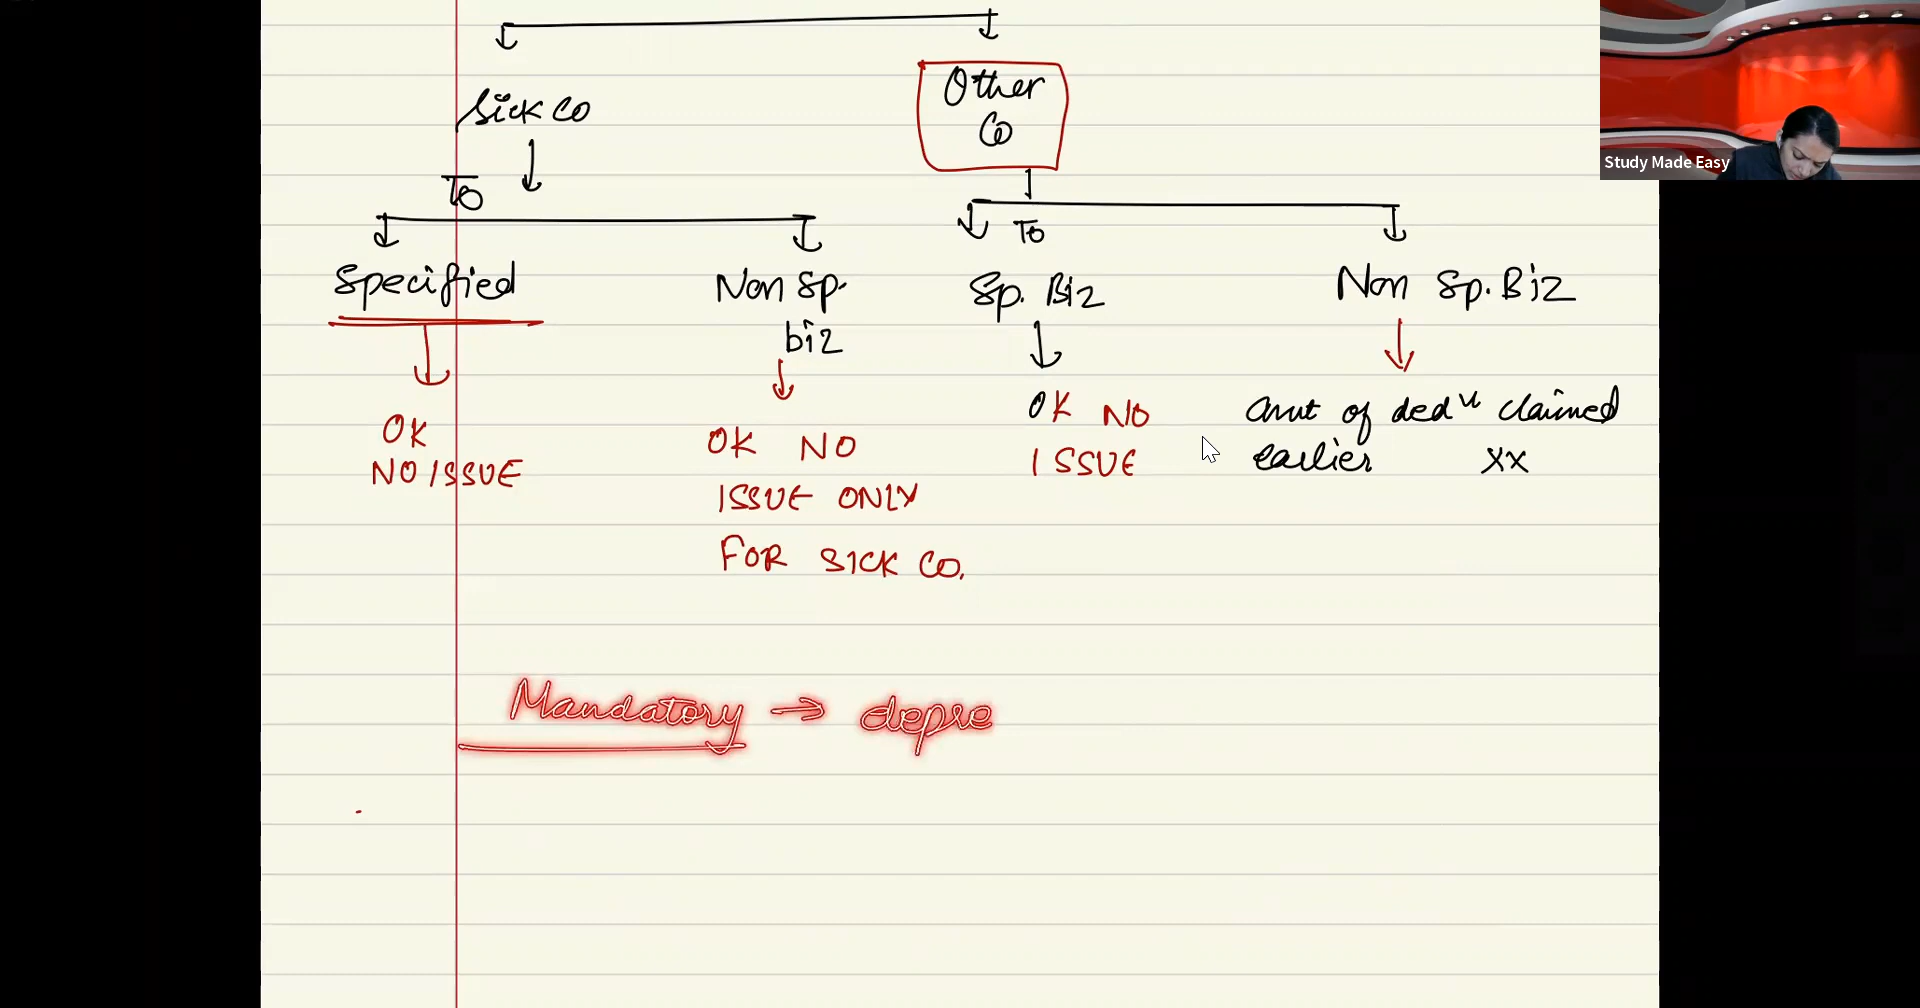 Other
Co
Sick Co
To
To
Specified
Non Sp.
biz
Sp. Biz
Non Sp. Biz
OK
NO ISSUE
OK NO
ISSUE ONLY
FOR SICK CO.
OK NO
ISSUE
Amt of dedn claimed
earlier xx
Mandatory → depre
Study Made Easy